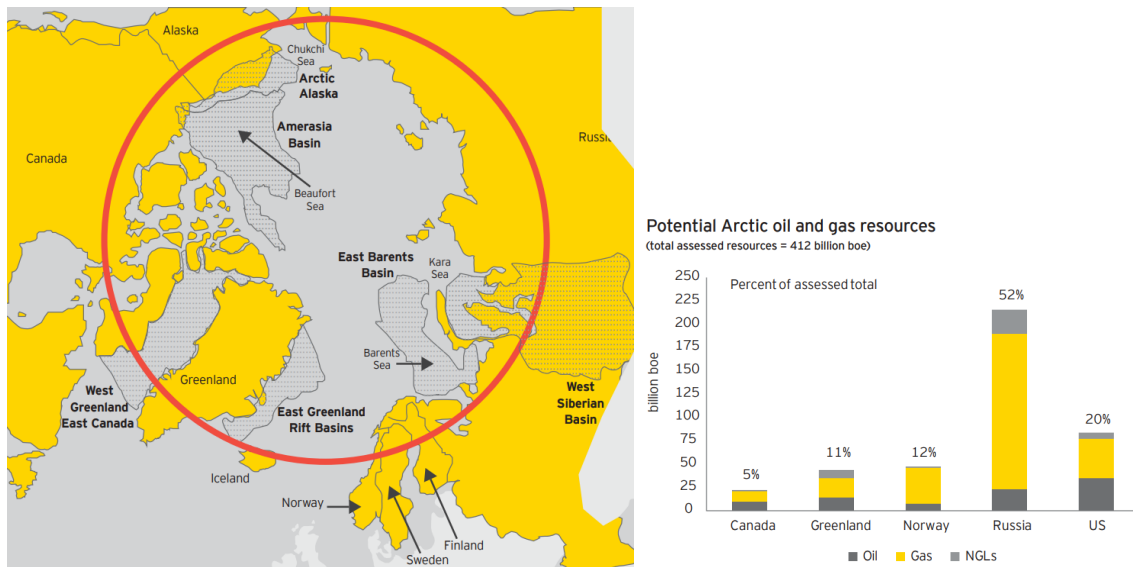 Alaska
Chukchi
Sea
Arctic
Alaska
Amerasia
Basin
Canada
Beaufort
Sea
East Barents
Basin
Kara
Sea
Barents
Sea
Greenland
West
Greenland
East Canada
East Greenland
Rift Basins
West
Siberian
Basin
Iceland
Norway
Finland
Sweden
Potential Arctic oil and gas resources
(total assessed resources = 412 billion boe)
Percent of assessed total
billion boe
250
225
200
175
150
125
100
75
50
25
0
5%
11%
12%
52%
20%
Canada
Greenland
Norway
Russia
US
Oil
Gas
NGLs